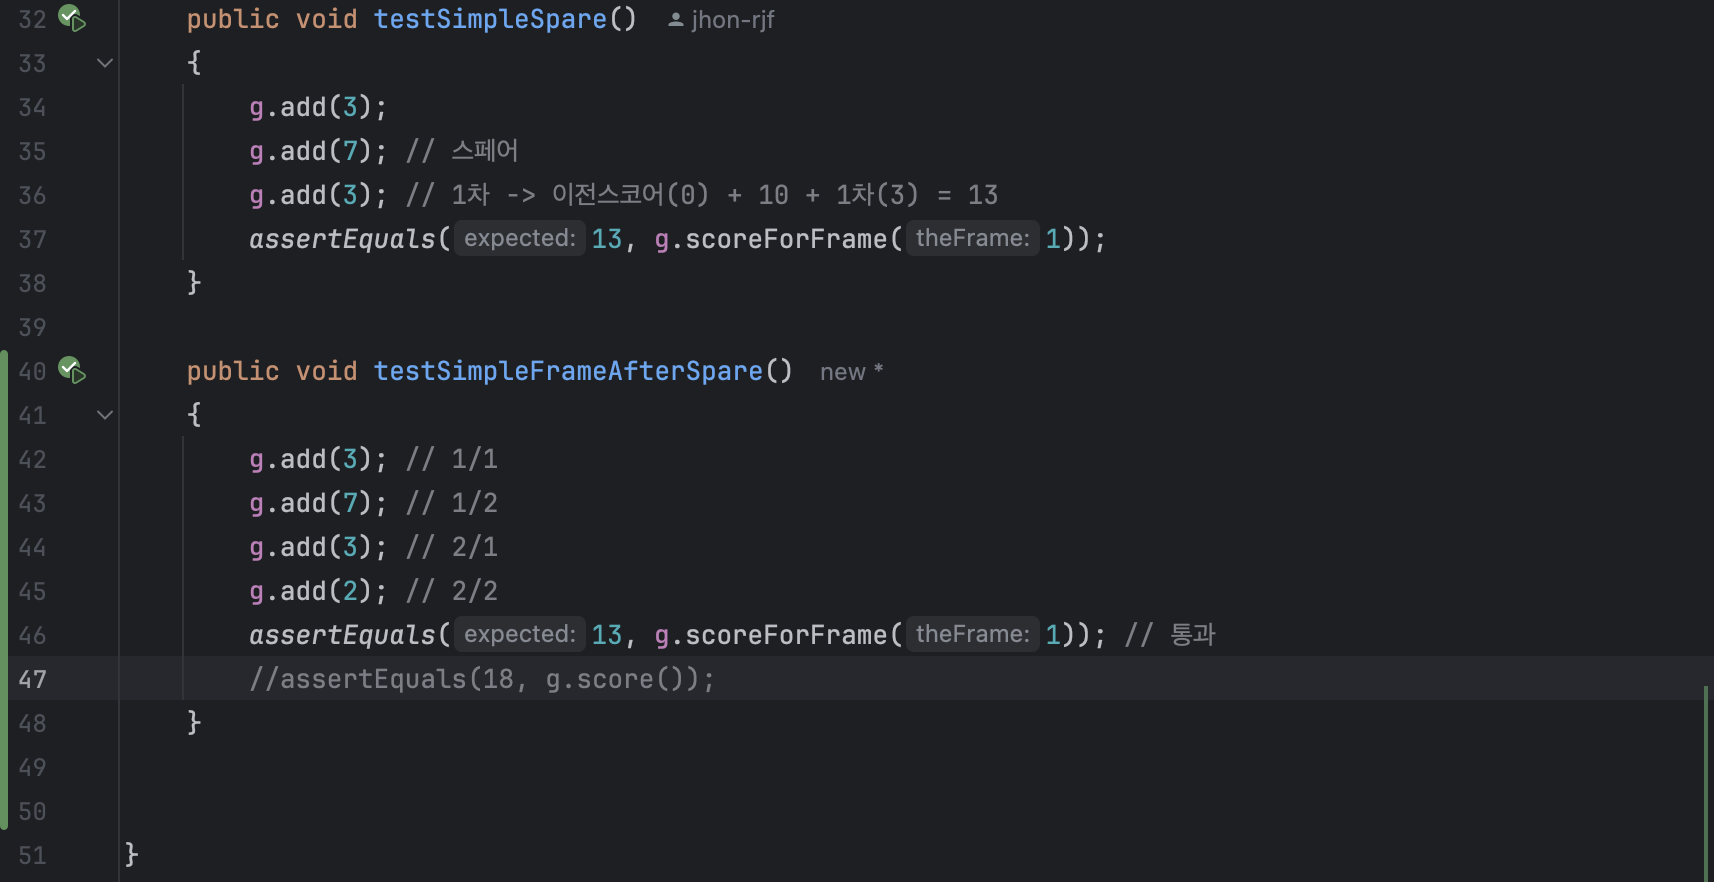 32 public void testSimpleSpare() jhon-rjf
33 {
34 g.add(3);
35 g.add(7); // 스페어
36 g.add(3); // 1차 -> 이전스코어(0) + 10 + 1차(3) = 13
37 assertEquals( expected: 13, g.scoreForFrame( theFrame: 1));
38 }
39
40 public void testSimpleFrameAfterSpare() new *
41 {
42 g.add(3); // 1/1
43 g.add(7); // 1/2
44 g.add(3); // 2/1
45 g.add(2); // 2/2
46 assertEquals( expected: 13, g.scoreForFrame( theFrame: 1)); // 통과
47 //assertEquals(18, g.score());
48 }
49
50
51 }